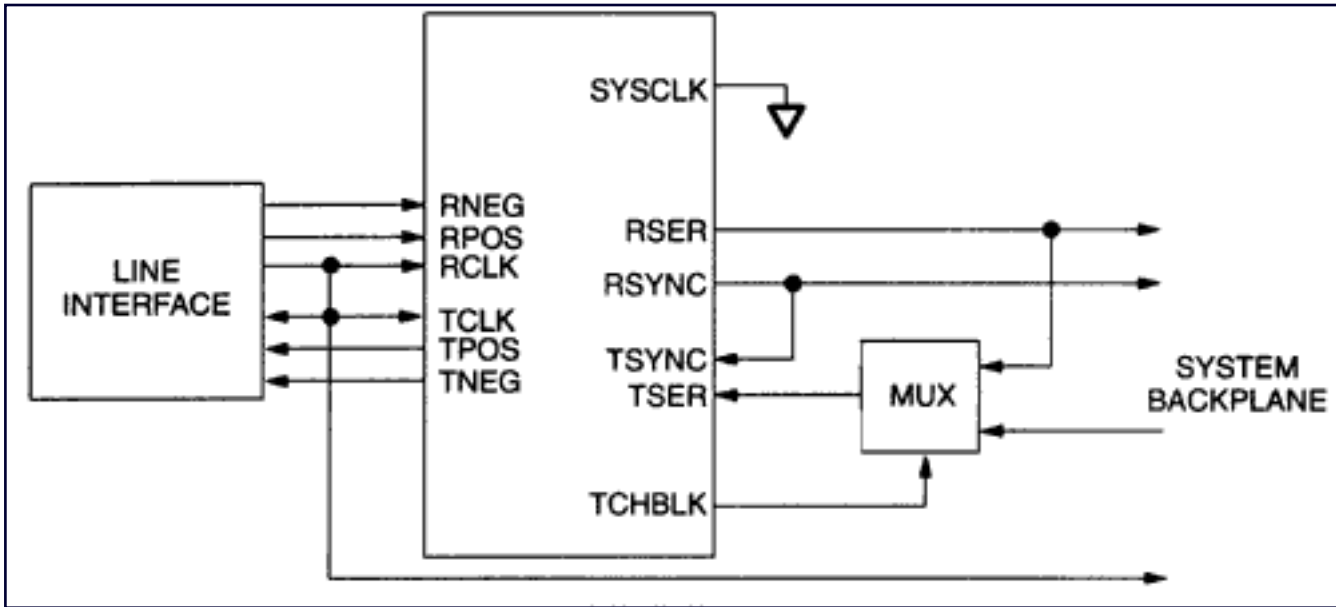 SYSCLK
LINE
INTERFACE
RNEG
RPOS
RCLK
TCLK
TPOS
TNEG
RSER
RSYNC
TSYNC
TSER
TCHBLK
MUX
SYSTEM
BACKPLANE